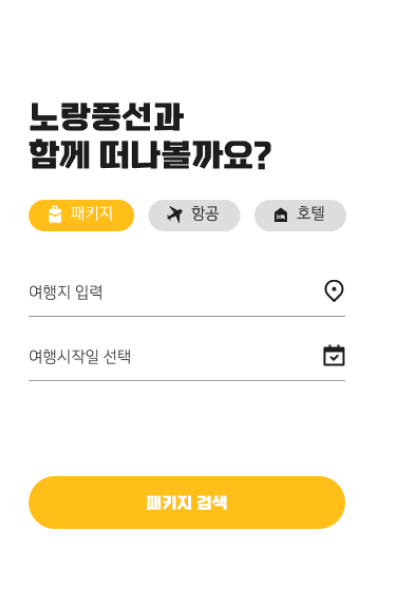 노랑풍선과
함께 떠나볼까요?
패키지 항공 호텔
여행지 입력
여행시작일 선택
패키지 검색